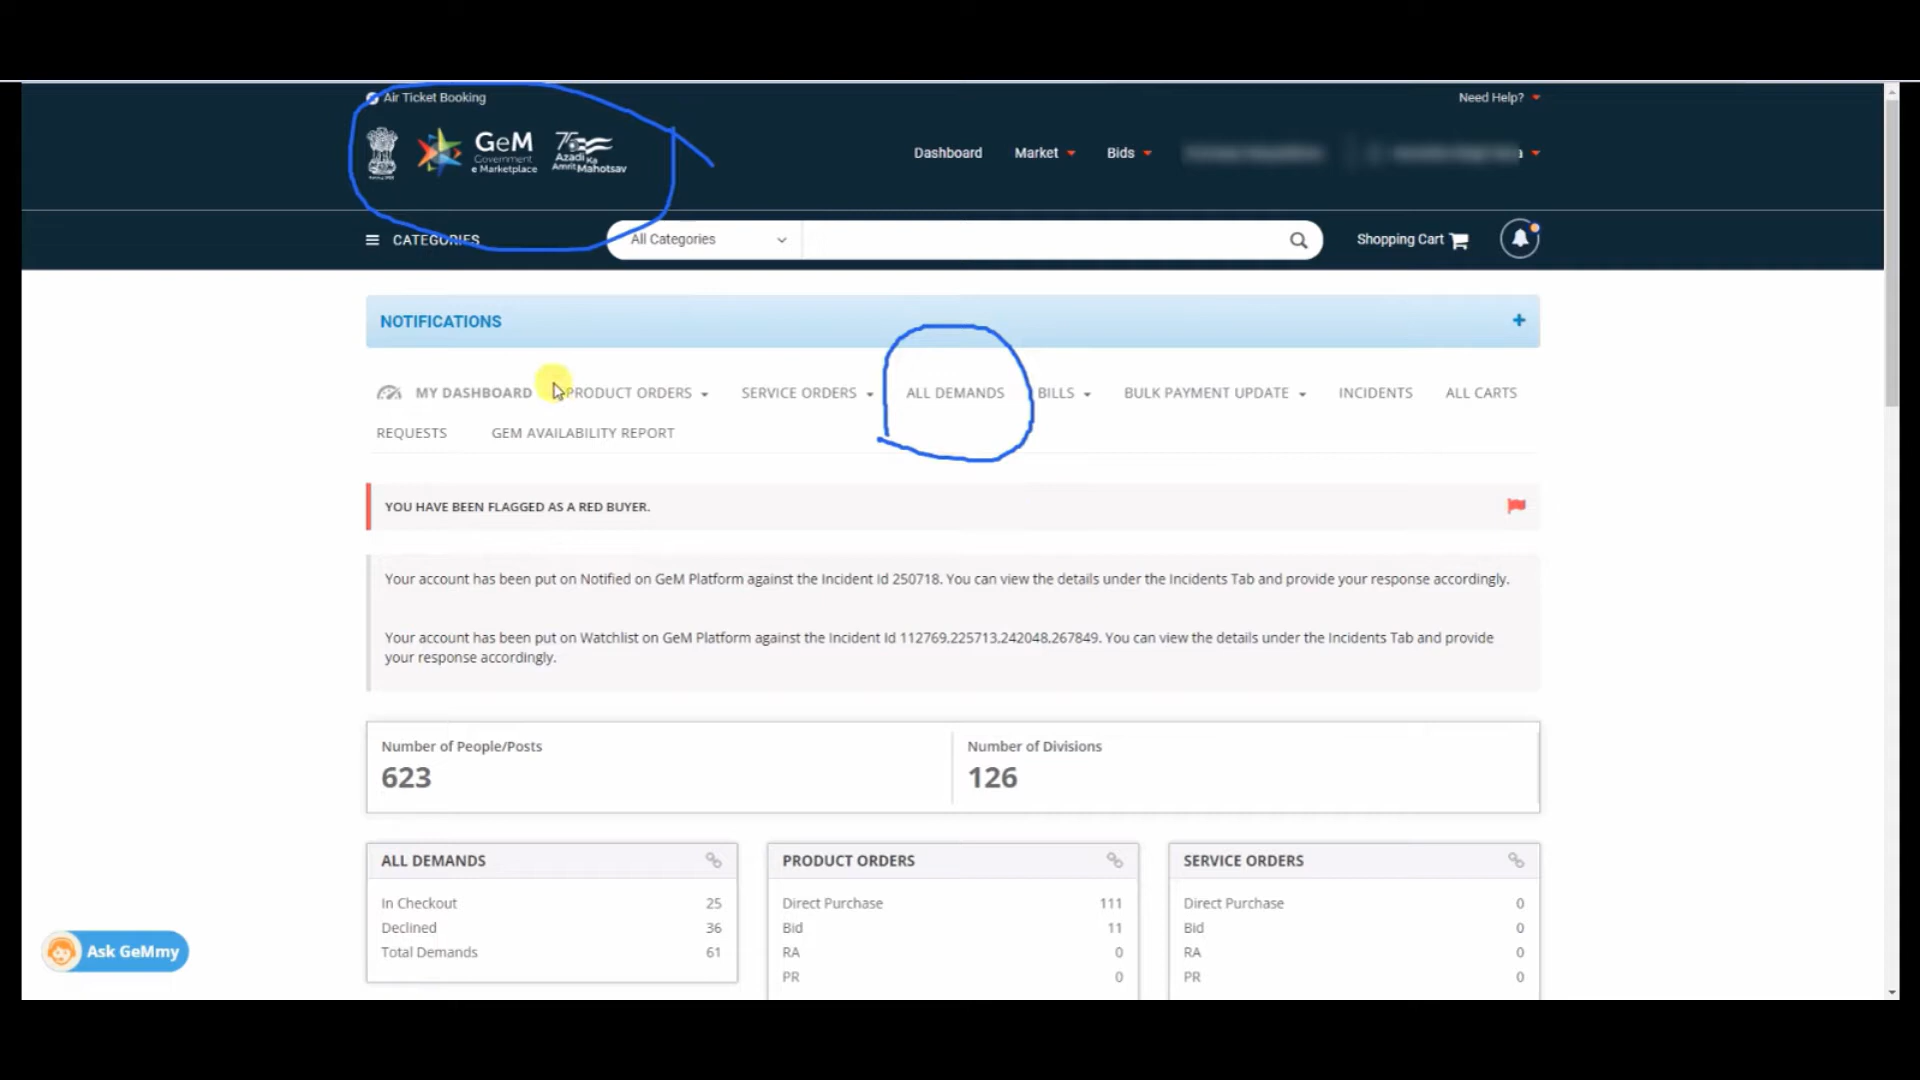 Air Ticket Booking
Need Help?
GeM
Government
e Marketplace
75
Azadi Ka
Amrit Mahotsav
Dashboard Market Bids
CATEGORIES All Categories Shopping Cart
NOTIFICATIONS +
MY DASHBOARD PRODUCT ORDERS SERVICE ORDERS ALL DEMANDS BILLS BULK PAYMENT UPDATE INCIDENTS ALL CARTS
REQUESTS GEM AVAILABILITY REPORT
YOU HAVE BEEN FLAGGED AS A RED BUYER.
Your account has been put on Notified on GeM Platform against the Incident Id 250718. You can view the details under the Incidents Tab and provide your response accordingly.
Your account has been put on Watchlist on GeM Platform against the Incident Id 112769,225713,242048,267849. You can view the details under the Incidents Tab and provide
your response accordingly.
Number of People/Posts
623
Number of Divisions
126
ALL DEMANDS
In Checkout 25
Declined 36
Total Demands 61
PRODUCT ORDERS
Direct Purchase 111
Bid 11
RA 0
PR 0
SERVICE ORDERS
Direct Purchase 0
Bid 0
RA 0
PR 0
Ask GeMmy